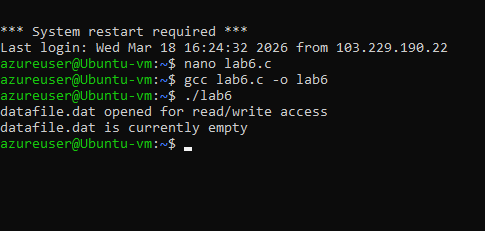 *** System restart required ***
Last login: Wed Mar 18 16:24:32 2026 from 103.229.190.22
azureuser@Ubuntu-vm:~$ nano lab6.c
azureuser@Ubuntu-vm:~$ gcc lab6.c -o lab6
azureuser@Ubuntu-vm:~$ ./lab6
datafile.dat opened for read/write access
datafile.dat is currently empty
azureuser@Ubuntu-vm:~$